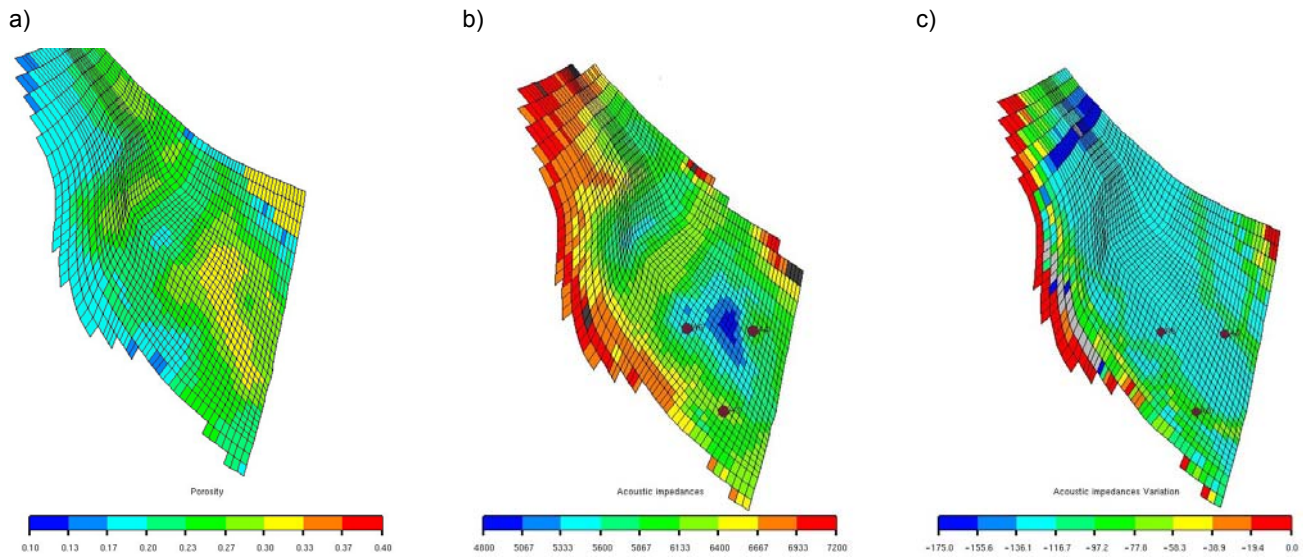 a) b) c)
Porosity
0.10 0.13 0.17 0.20 0.23 0.27 0.30 0.33 0.37 0.40
Acoustic impedances
4800 5067 5333 5600 5867 6133 6400 6667 6933 7200
Acoustic impedances Variation
-175.0 -155.6 -136.1 -116.7 -97.2 -77.8 -58.3 -38.9 -19.4 0.0